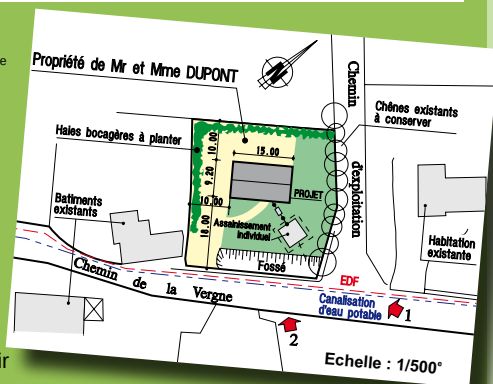 e
Propriété de Mr et Mme DUPONT
N
Chemin
d'exploitation
Chênes existants
à conserver
Haies bocagères à planter
10.00
15.00
9.20
PROJET
10.00
18.00
Assainissement
individuel
Batiments
existants
Habitation
existante
Fossé
EDF
Canalisation
d'eau potable
Chemin de la Vergne
1
2
Echelle : 1/500°
ir